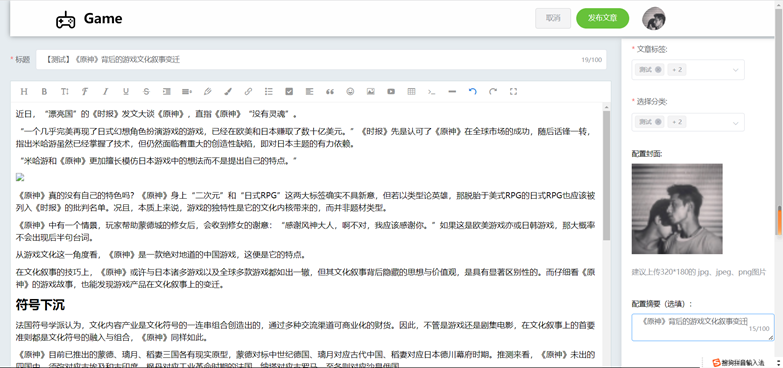 Game
取消
发布文章
* 标题
【测试】《原神》背后的游戏文化叙事变迁
19/100
近日，“漂亮国”的《时报》发文大谈《原神》，直指《原神》“没有灵魂”。
“一个几乎完美再现了日式幻想角色扮演游戏的游戏，已经在欧美和日本赚取了数十亿美元。” 《时报》先是认可了《原神》在全球市场的成功，随后话锋一转，
指出米哈游虽然已经掌握了技术，但仍然面临着重大的创造性缺陷，即对日本主题的有力依赖。
“米哈游和《原神》更加擅长模仿日本游戏中的想法而不是提出自己的特点。”
《原神》真的没有自己的特色吗？《原神》身上“二次元”和“日式RPG”这两大标签确实不具新意，但若以类型论英雄，那脱胎于美式RPG的日式RPG也应该被
列入《时报》的批判名单。况且，本质上来说，游戏的独特性是它的文化内核带来的，而并非题材类型。
《原神》中有一个情景，玩家帮助蒙德城的修女后，会收到修女的谢意：“感谢风神大人，啊不对，我应该感谢你。”如果这是欧美游戏亦或日韩游戏，那大概率
不会出现后半句台词。
从游戏文化这一角度看，《原神》是一款绝对地道的中国游戏，这便是它的特点。
在文化叙事的技巧上，《原神》或许与日本诸多游戏以及全球多款游戏都如出一辙，但其文化叙事背后隐匿的思想与价值观，是具有显著区别性的。而仔细看《原
神》的游戏故事，也能发现游戏产品在文化叙事上的变迁。
符号下沉
法国符号学派认为，文化内容产业是文化符号的一连串组合创造出的，通过多种交流渠道可商业化的财货。因此，不管是游戏还是剧集电影，在文化叙事上的首要
准则都是文化符号的融入与组合，《原神》同样如此。
《原神》目前已推出的蒙德、璃月、稻妻三国各有现实原型，蒙德对标中世纪德国、璃月对应古代中国、稻妻对应日本德川幕府时期。推测来看，《原神》未出的
* 文章标签:
测试
+ 2
* 选择分类:
测试
+ 2
配置封面:
建议上传320*180的 jpg、jpeg、png图片
配置摘要（选填）:
《原神》背后的游戏文化叙事变迁
15/100
搜狗拼音输入法